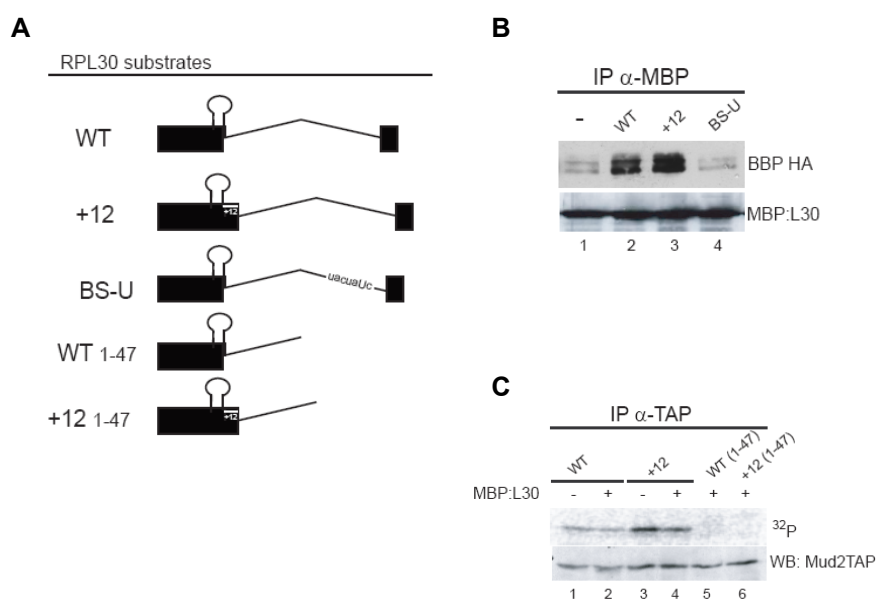 A
RPL30 substrates
WT
+12
+12
BS-U
uacuaUc
WT 1-47
+12 1-47
+12
B
IP α-MBP
- WT +12 BS-U
BBP HA
MBP:L30
1 2 3 4
C
IP α-TAP
WT +12 WT (1-47) +12 (1-47)
MBP:L30 - + - + + +
32P
WB: Mud2TAP
1 2 3 4 5 6